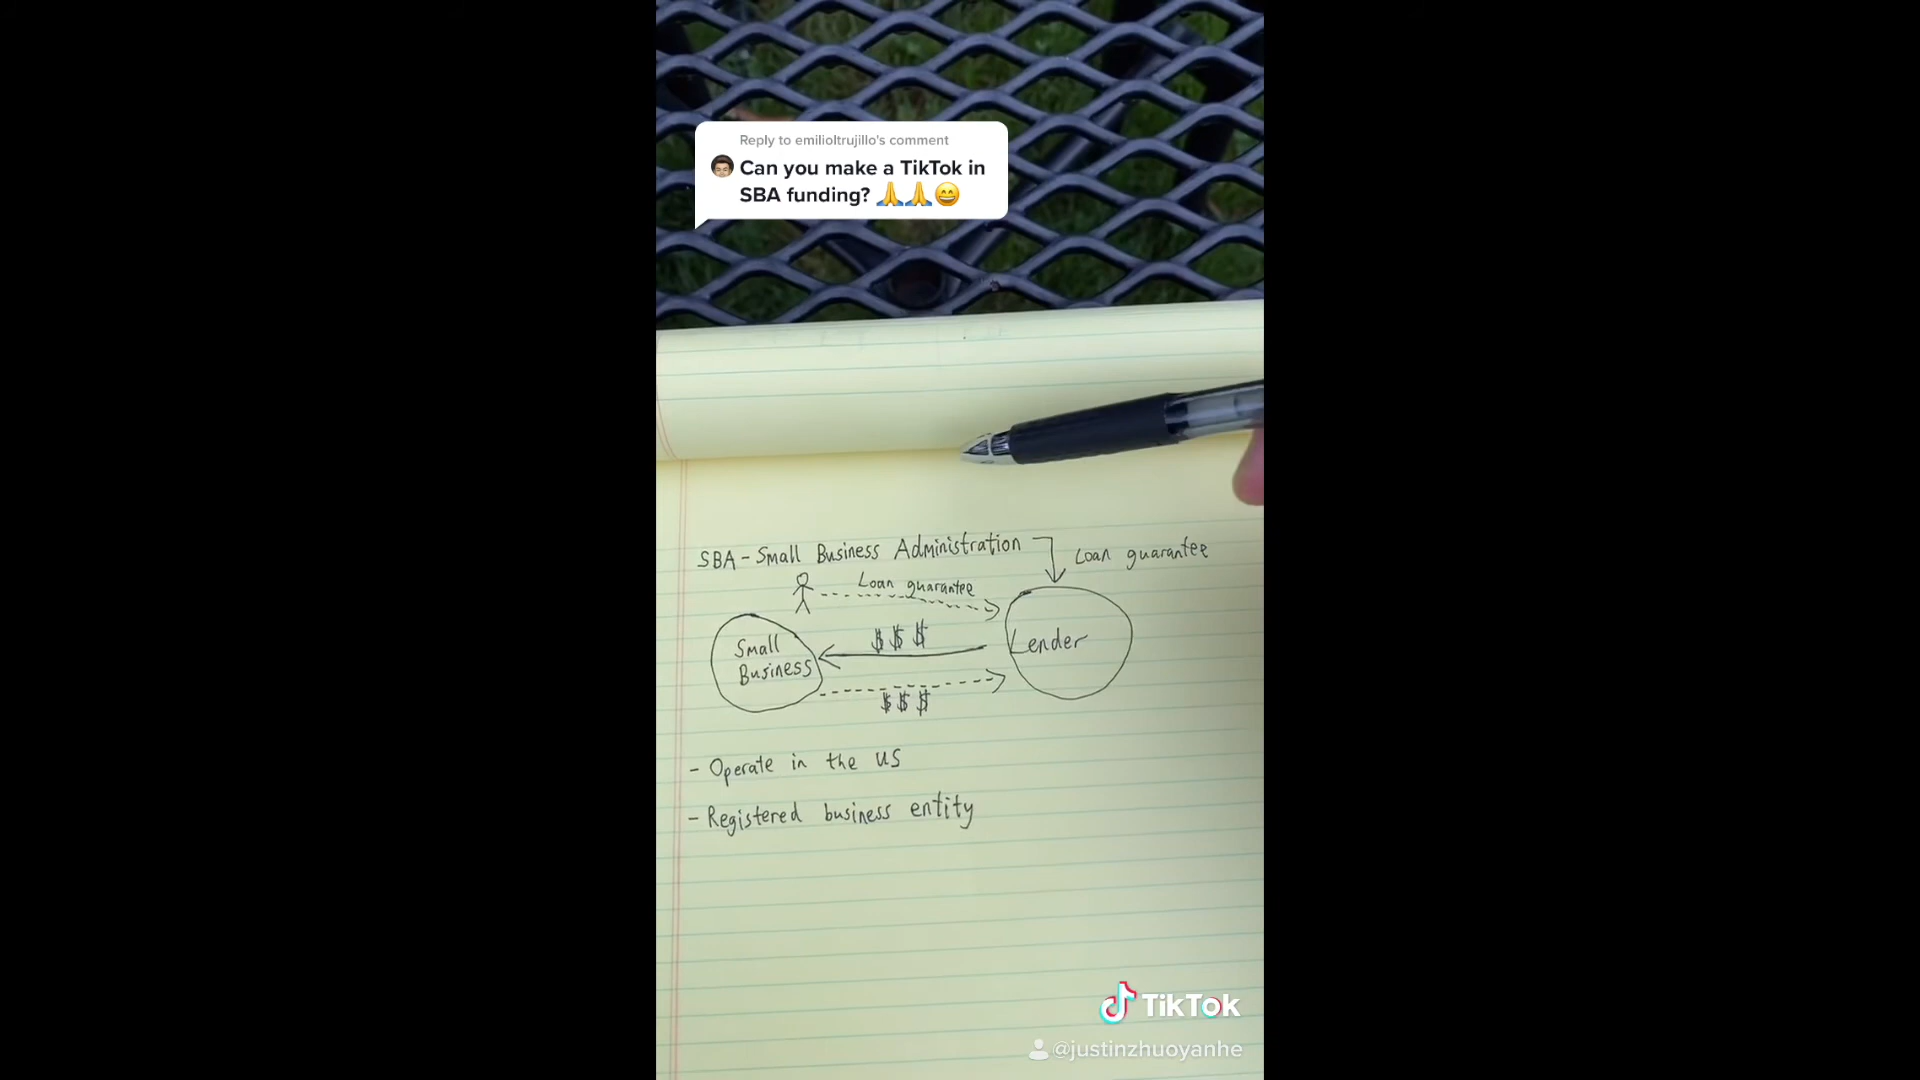 Reply to emilioltrujillo's comment
Can you make a TikTok in
SBA funding? 🙏🙏😄
SBA - Small Business Administration
Loan guarantee
Loan guarantee
$ $ $
Small
Business
Lender
$ $ $
- Operate in the US
- Registered business entity
TikTok
@justinzhuoyanhe